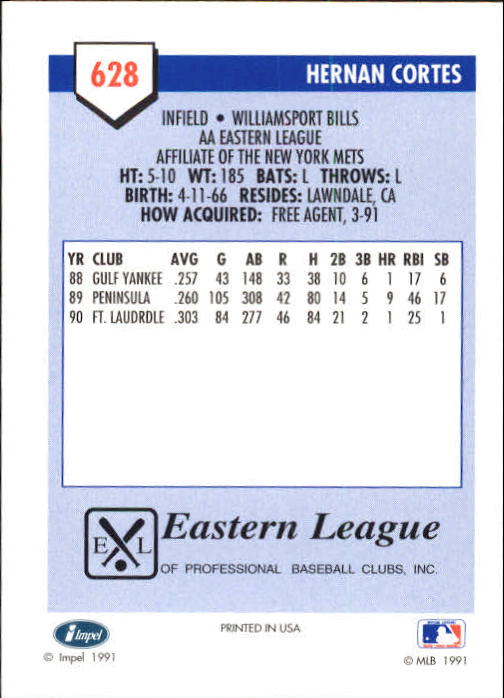 628
HERNAN CORTES
INFIELD • WILLIAMSPORT BILLS
AA EASTERN LEAGUE
AFFILIATE OF THE NEW YORK METS
HT: 5-10 WT: 185 BATS: L THROWS: L
BIRTH: 4-11-66 RESIDES: LAWNDALE, CA
HOW ACQUIRED: FREE AGENT, 3-91
YR CLUB AVG G AB R H 2B 3B HR RBI SB
88 GULF YANKEE .257 43 148 33 38 10 6 1 17 6
89 PENINSULA .260 105 308 42 80 14 5 9 46 17
90 FT. LAUDRDLE .303 84 277 46 84 21 2 1 25 1
E L
Eastern League
OF PROFESSIONAL BASEBALL CLUBS, INC.
Impel
PRINTED IN USA
© Impel 1991
© MLB 1991